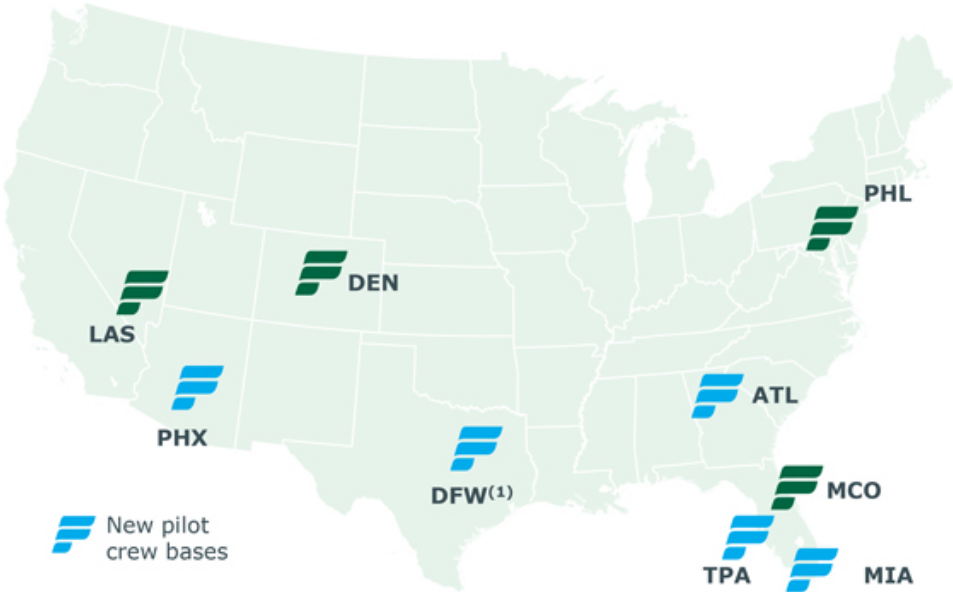 PHL
DEN
LAS
ATL
PHX
MCO
DFW(1)
New pilot
crew bases
TPA
MIA